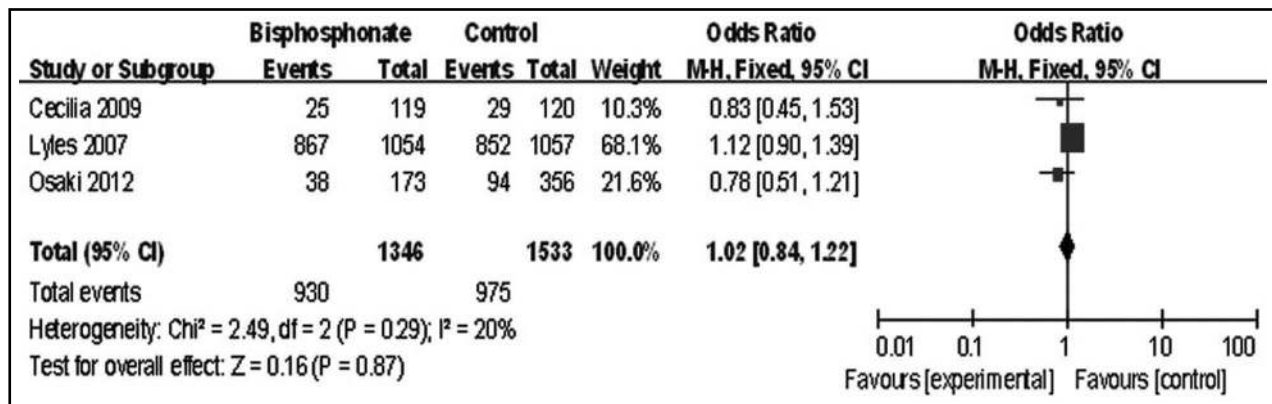 Bisphosphonate Control Odds Ratio Odds Ratio
Study or Subgroup Events Total Events Total Weight M-H, Fixed, 95% CI M-H, Fixed, 95% CI
Cecilia 2009 25 119 29 120 10.3% 0.83 [0.45, 1.53]
Lyles 2007 867 1054 852 1057 68.1% 1.12 [0.90, 1.39]
Osaki 2012 38 173 94 356 21.6% 0.78 [0.51, 1.21]
Total (95% CI) 1346 1533 100.0% 1.02 [0.84, 1.22]
Total events 930 975
Heterogeneity: Chi² = 2.49, df = 2 (P = 0.29); I² = 20%
Test for overall effect: Z = 0.16 (P = 0.87)
0.01 0.1 1 10 100
Favours [experimental] Favours [control]